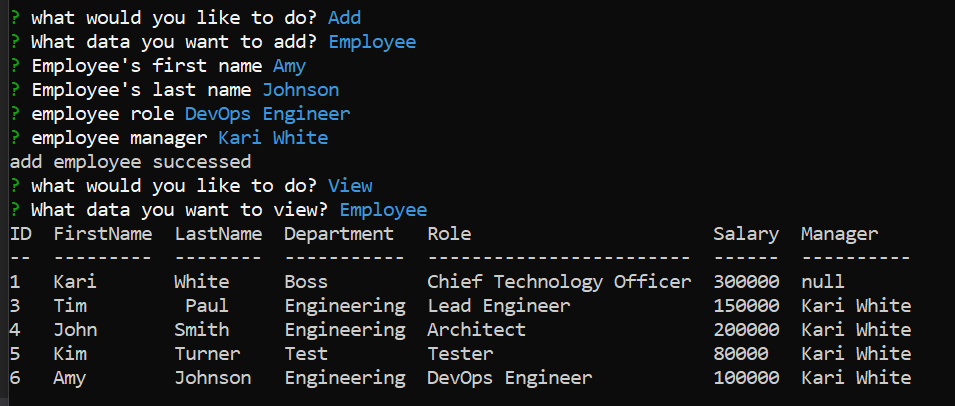 ? what would you like to do? Add
? What data you want to add? Employee
? Employee's first name Amy
? Employee's last name Johnson
? employee role DevOps Engineer
? employee manager Kari White
add employee successed
? what would you like to do? View
? What data you want to view? Employee
ID  FirstName  LastName  Department   Role                      Salary  Manager
--  ---------  --------  -----------  ------------------------  ------  ----------
1   Kari       White     Boss         Chief Technology Officer  300000  null
3   Tim         Paul     Engineering  Lead Engineer             150000  Kari White
4   John       Smith     Engineering  Architect                 200000  Kari White
5   Kim        Turner    Test         Tester                    80000   Kari White
6   Amy        Johnson   Engineering  DevOps Engineer           100000  Kari White